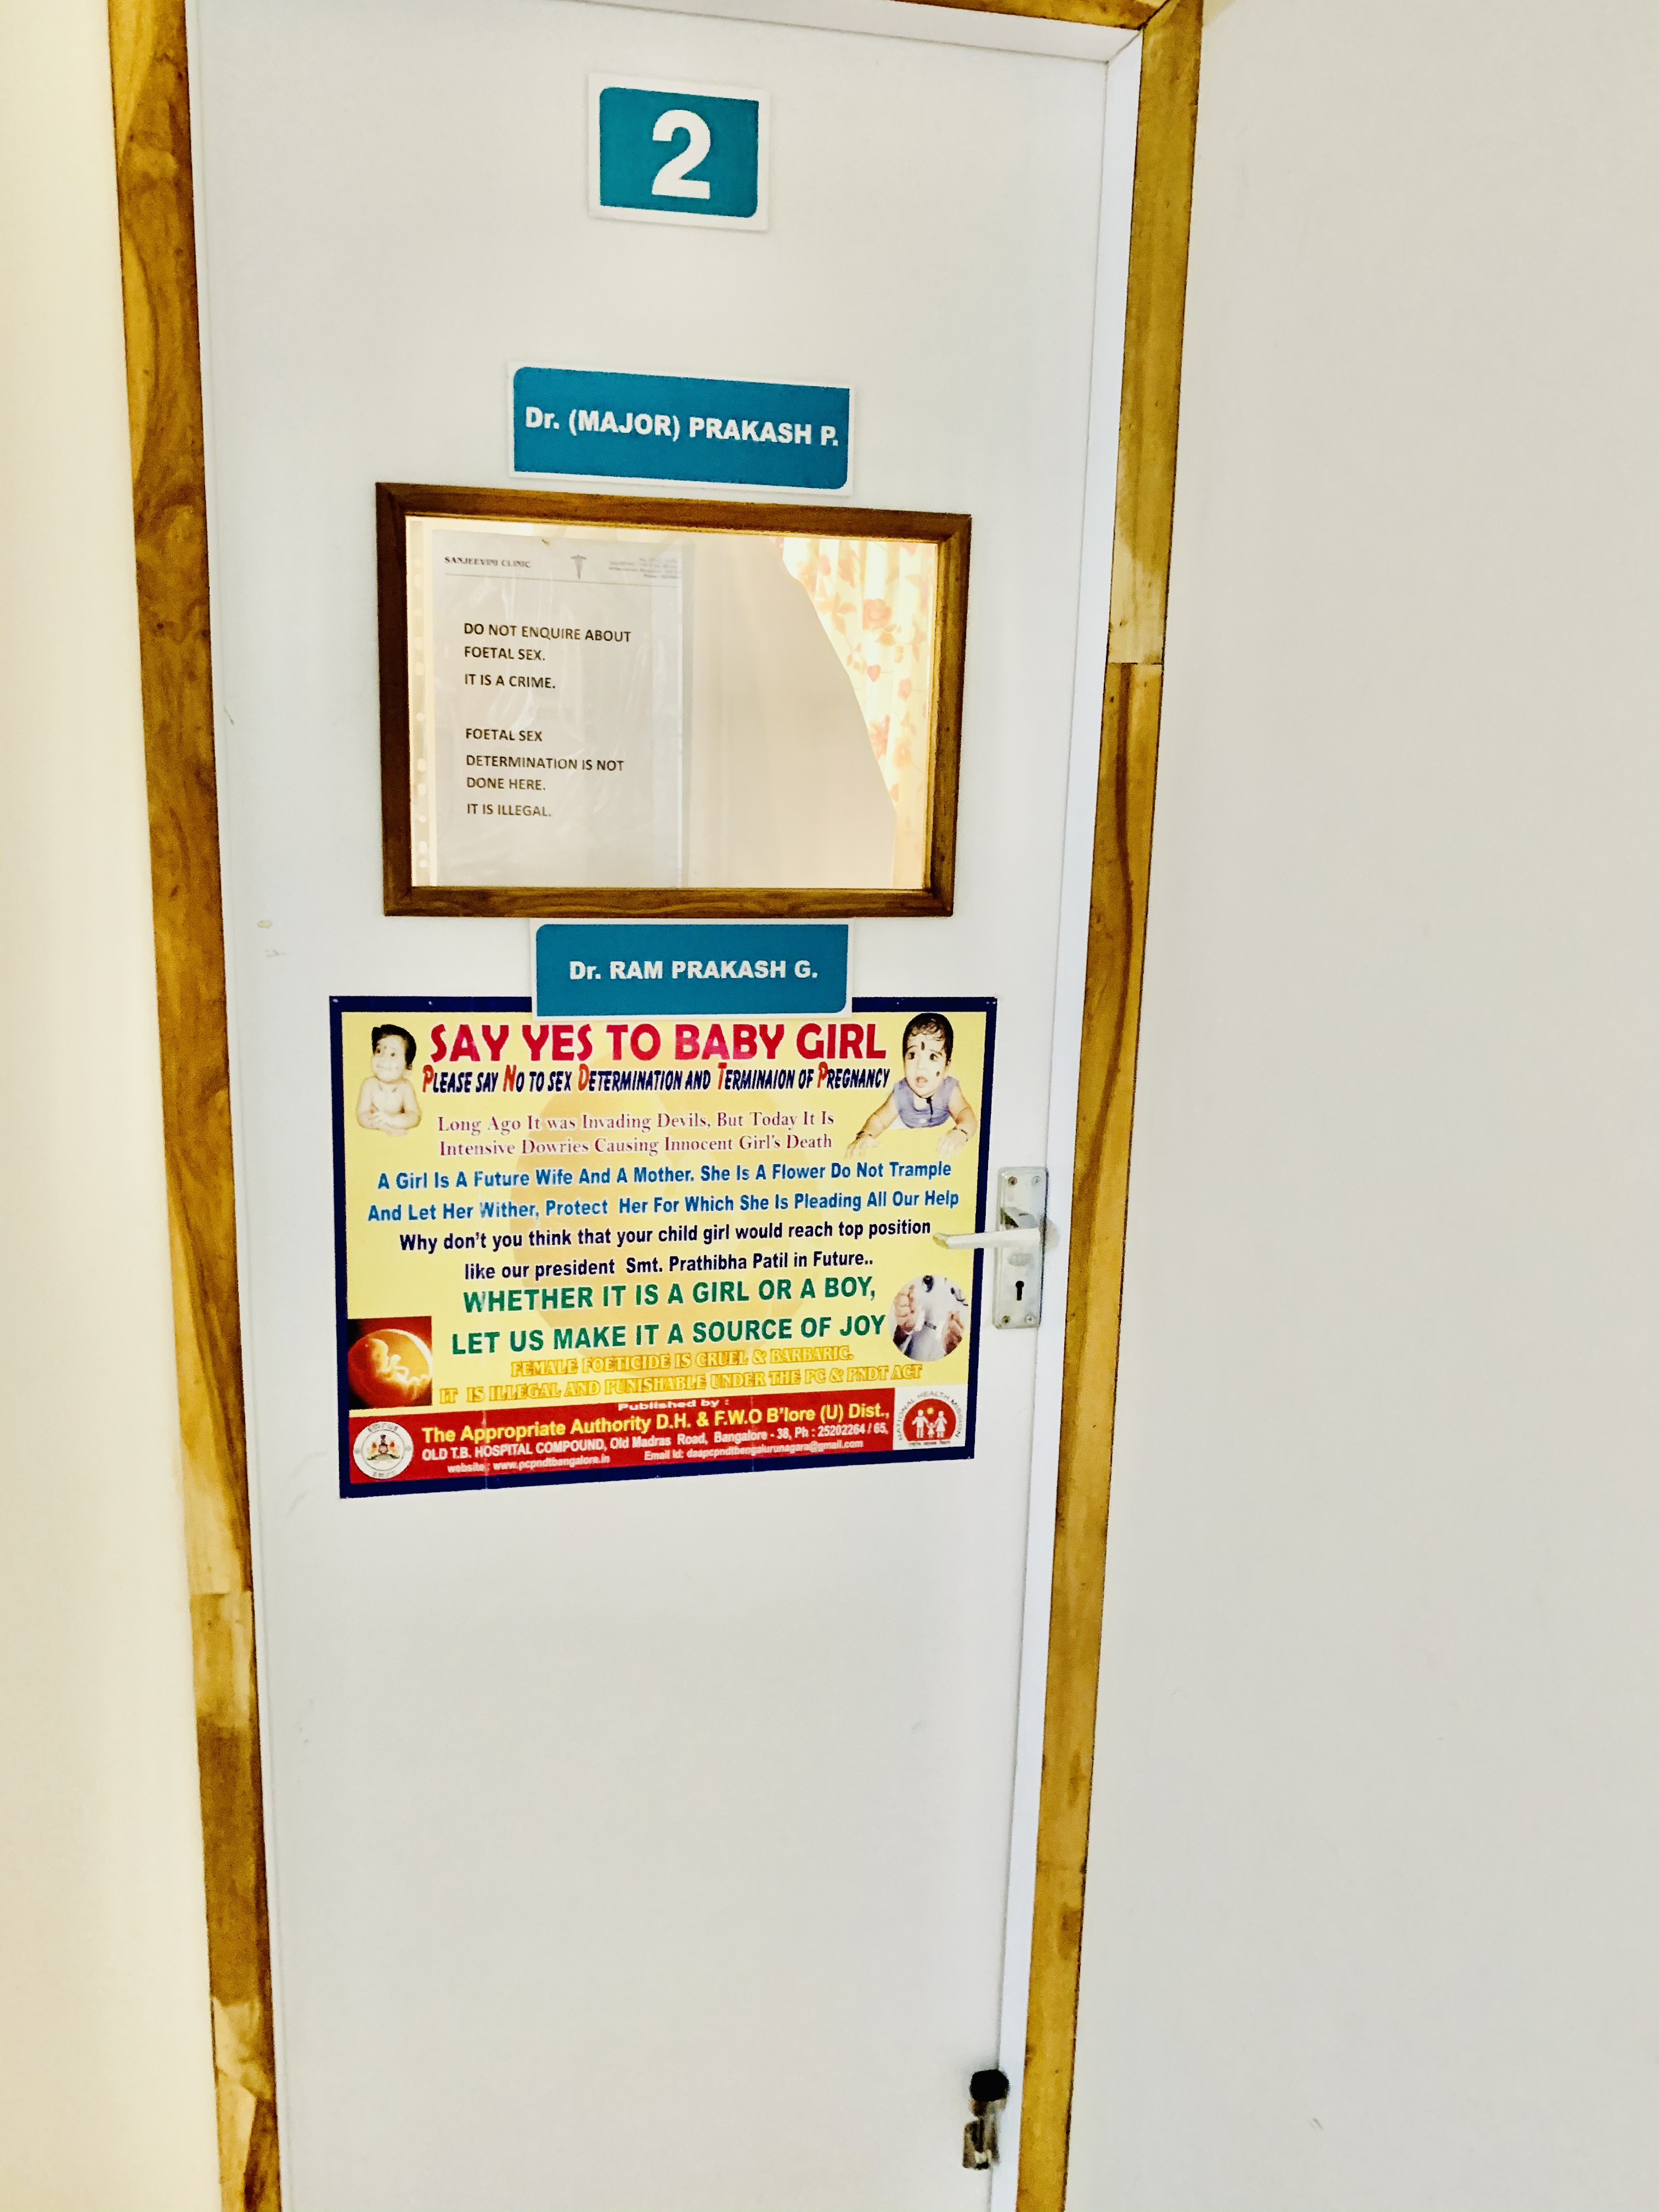 2
Dr. (MAJOR) PRAKASH P.
SANJEEVINI CLINIC
DO NOT ENQUIRE ABOUT
FOETAL SEX.
IT IS A CRIME.
FOETAL SEX
DETERMINATION IS NOT
DONE HERE.
IT IS ILLEGAL.
Dr. RAM PRAKASH G.
SAY YES TO BABY GIRL
PLEASE SAY NO TO SEX DETERMINATION AND TERMINAION OF PREGNANCY
Long Ago It was Invading Devils, But Today It Is
Intensive Dowries Causing Innocent Girl's Death
A Girl Is A Future Wife And A Mother. She Is A Flower Do Not Trample
And Let Her Wither, Protect Her For Which She Is Pleading All Our Help
Why don't you think that your child girl would reach top position
like our president Smt. Prathibha Patil in Future..
WHETHER IT IS A GIRL OR A BOY,
LET US MAKE IT A SOURCE OF JOY
FEMALE FOETICIDE IS CRUEL & BARBARIC.
IT IS ILLEGAL AND PUNISHABLE UNDER THE PC & PNDT ACT
Published by :
The Appropriate Authority D.H. & F.W.O B'lore (U) Dist.,
OLD T.B. HOSPITAL COMPOUND, Old Madras Road, Bangalore - 38, Ph : 25202264 / 65,
website : www.pcpndtbangalore.in Email Id: daapcpndtbengalurunagara@gmail.com
NATIONAL HEALTH MISSION